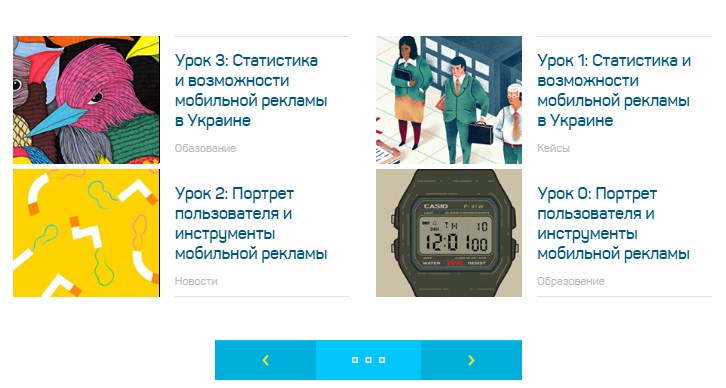 Урок 3: Статистика
и возможности
мобильной рекламы
в Украине
Обазование
Урок 1: Статистика и
возможности
мобильной рекламы
в Украине
Кейсы
Урок 2: Портрет
пользователя и
инструменты
мобильной рекламы
Новости
CASIO F-91W
12:01 00
WATER WR RESIST
Урок 0: Портрет
пользователя и
инструменты
мобильной рекламы
Образование